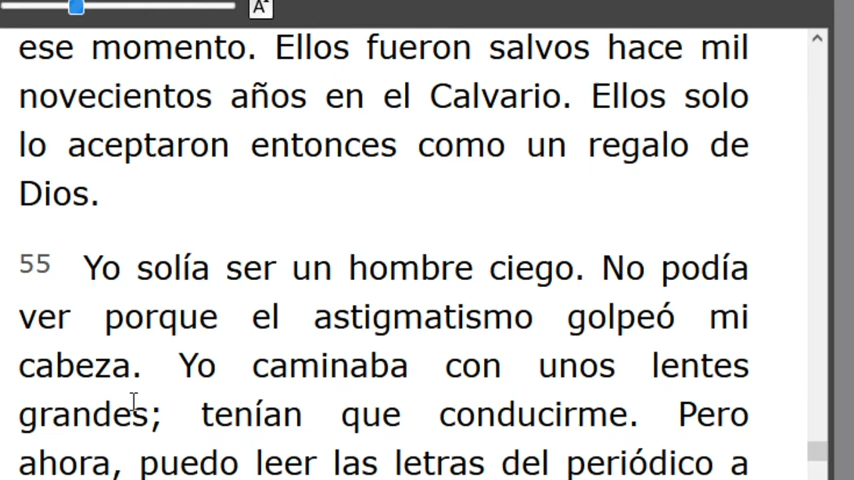 A
ese momento. Ellos fueron salvos hace mil
novecientos años en el Calvario. Ellos solo
lo aceptaron entonces como un regalo de
Dios.
55 Yo solía ser un hombre ciego. No podía
ver porque el astigmatismo golpeó mi
cabeza. Yo caminaba con unos lentes
grandes; tenían que conducirme. Pero
ahora, puedo leer las letras del periódico a